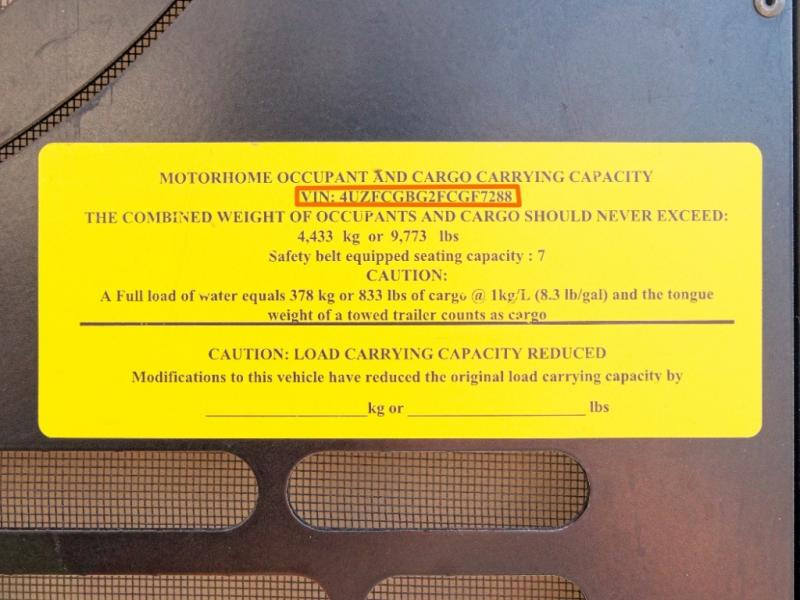 MOTORHOME OCCUPANT AND CARGO CARRYING CAPACITY
VIN: 4UZFCGBG2FCGF7288
THE COMBINED WEIGHT OF OCCUPANTS AND CARGO SHOULD NEVER EXCEED:
4,433 kg or 9,773 lbs
Safety belt equipped seating capacity : 7
CAUTION:
A Full load of water equals 378 kg or 833 lbs of cargo @ 1kg/L (8.3 lb/gal) and the tongue
weight of a towed trailer counts as cargo
CAUTION: LOAD CARRYING CAPACITY REDUCED
Modifications to this vehicle have reduced the original load carrying capacity by
____________________kg or ______________________ lbs